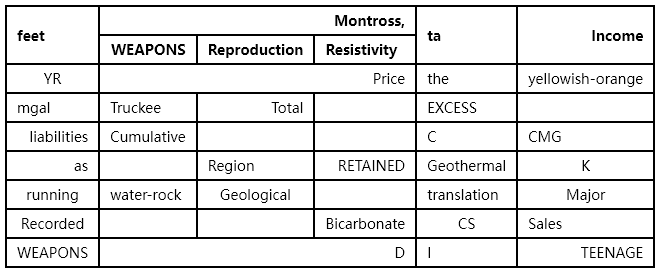 feet Montross, ta Income
WEAPONS Reproduction Resistivity
YR Price the yellowish-orange
mgal Truckee Total EXCESS
liabilities Cumulative C CMG
as Region RETAINED Geothermal K
running water-rock Geological translation Major
Recorded Bicarbonate CS Sales
WEAPONS D I TEENAGE